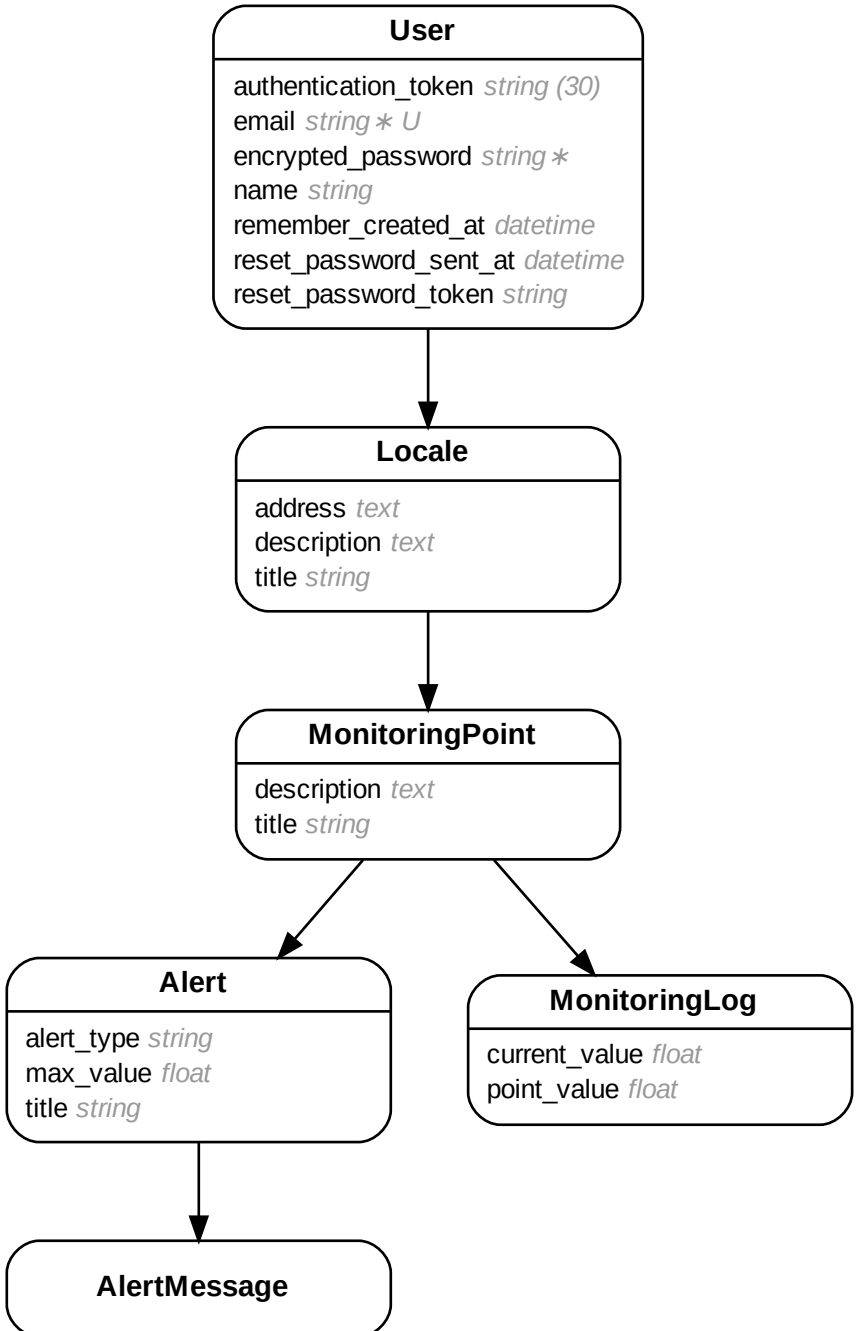 User
authentication_token string (30)
email string∗ U
encrypted_password string∗
name string
remember_created_at datetime
reset_password_sent_at datetime
reset_password_token string
Locale
address text
description text
title string
MonitoringPoint
description text
title string
Alert
alert_type string
max_value float
title string
MonitoringLog
current_value float
point_value float
AlertMessage